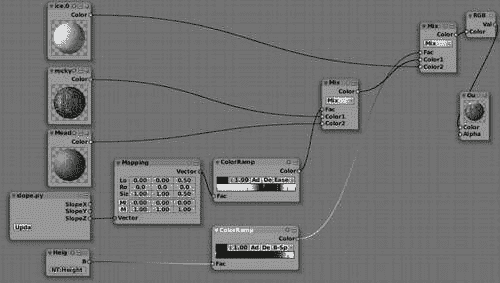 ice.0
Color
rocky
Color
Mead
Color
slope.py
SlopeX
SlopeY
SlopeZ
Upda
Vector
Heig
B
NT:Height
Mapping
Vector
Lo 0.00 0.00 0.50
Ro 0.0 0.0 0.0
Siz -1.00 -1.00 0.50
Mi -0.00 0.00 0.00
M -1.00 1.00 1.00
ColorRamp
Color
1.00 Ad De Ease
Fac
ColorRamp
Color
1.00 Ad De B-Sp
Fac
Mix
Color
Mix
Fac
Color1
Color2
Mix
Color
Mix
Fac
Color1
Color2
RGB
Val
Color
Ou
Color
Alpha